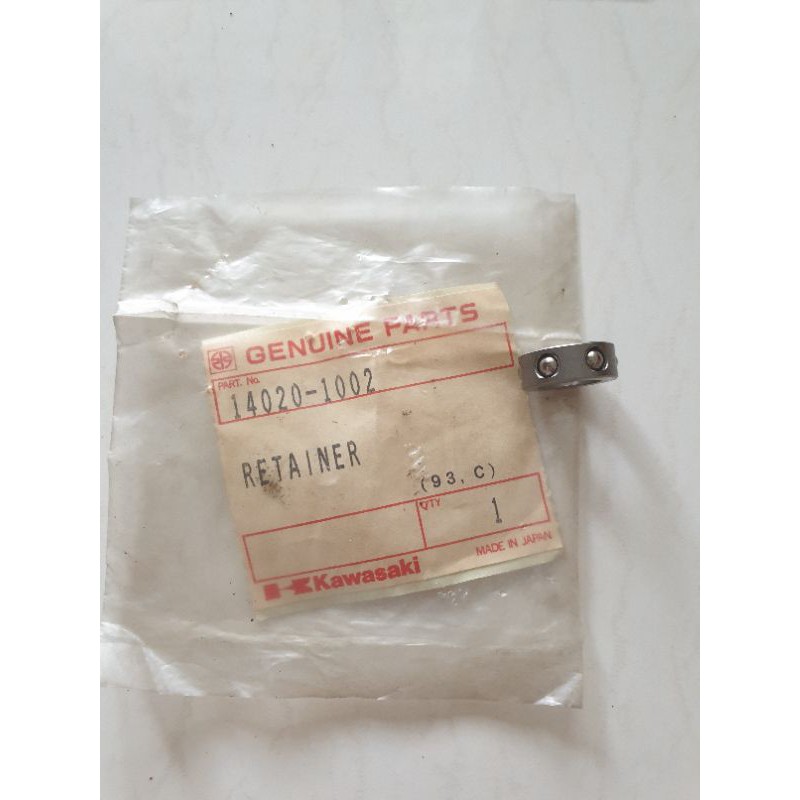 GENUINE PARTS
PART. No.
14020-1002
RETAINER
(93, C)
QTY
1
MADE IN JAPAN
Kawasaki